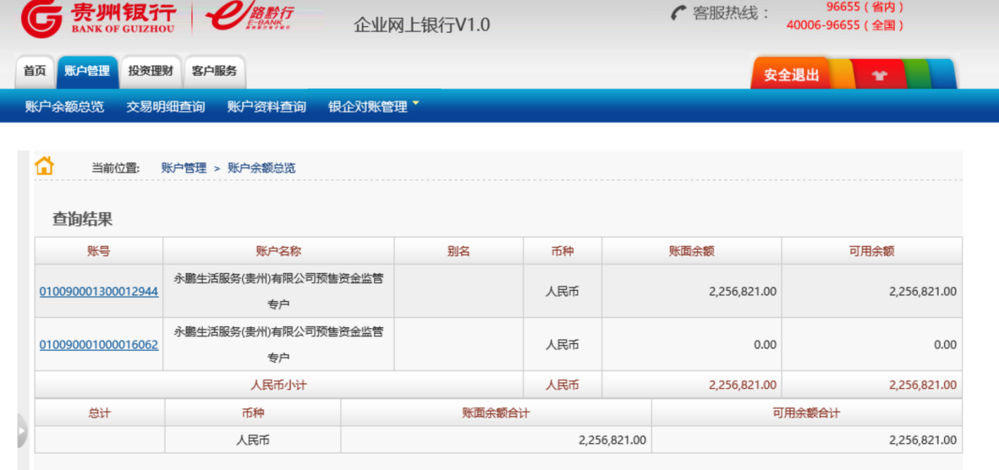 贵州银行
BANK OF GUIZHOU
e路黔行
E-BANK
企业网上银行V1.0
客服热线：
96655（省内）
40006-96655（全国）
首页 账户管理 投资理财 客户服务
安全退出
账户余额总览 交易明细查询 账户资料查询 银企对账管理
当前位置: 账户管理 > 账户余额总览
查询结果
账号 账户名称 别名 币种 账面余额 可用余额
010090001300012944 永鹏生活服务(贵州)有限公司预售资金监管 人民币 2,256,821.00 2,256,821.00
专户
010090001000016062 永鹏生活服务(贵州)有限公司预售资金监管 人民币 0.00 0.00
专户
人民币小计 人民币 2,256,821.00 2,256,821.00
总计 币种 账面余额合计 可用余额合计
人民币 2,256,821.00 2,256,821.00